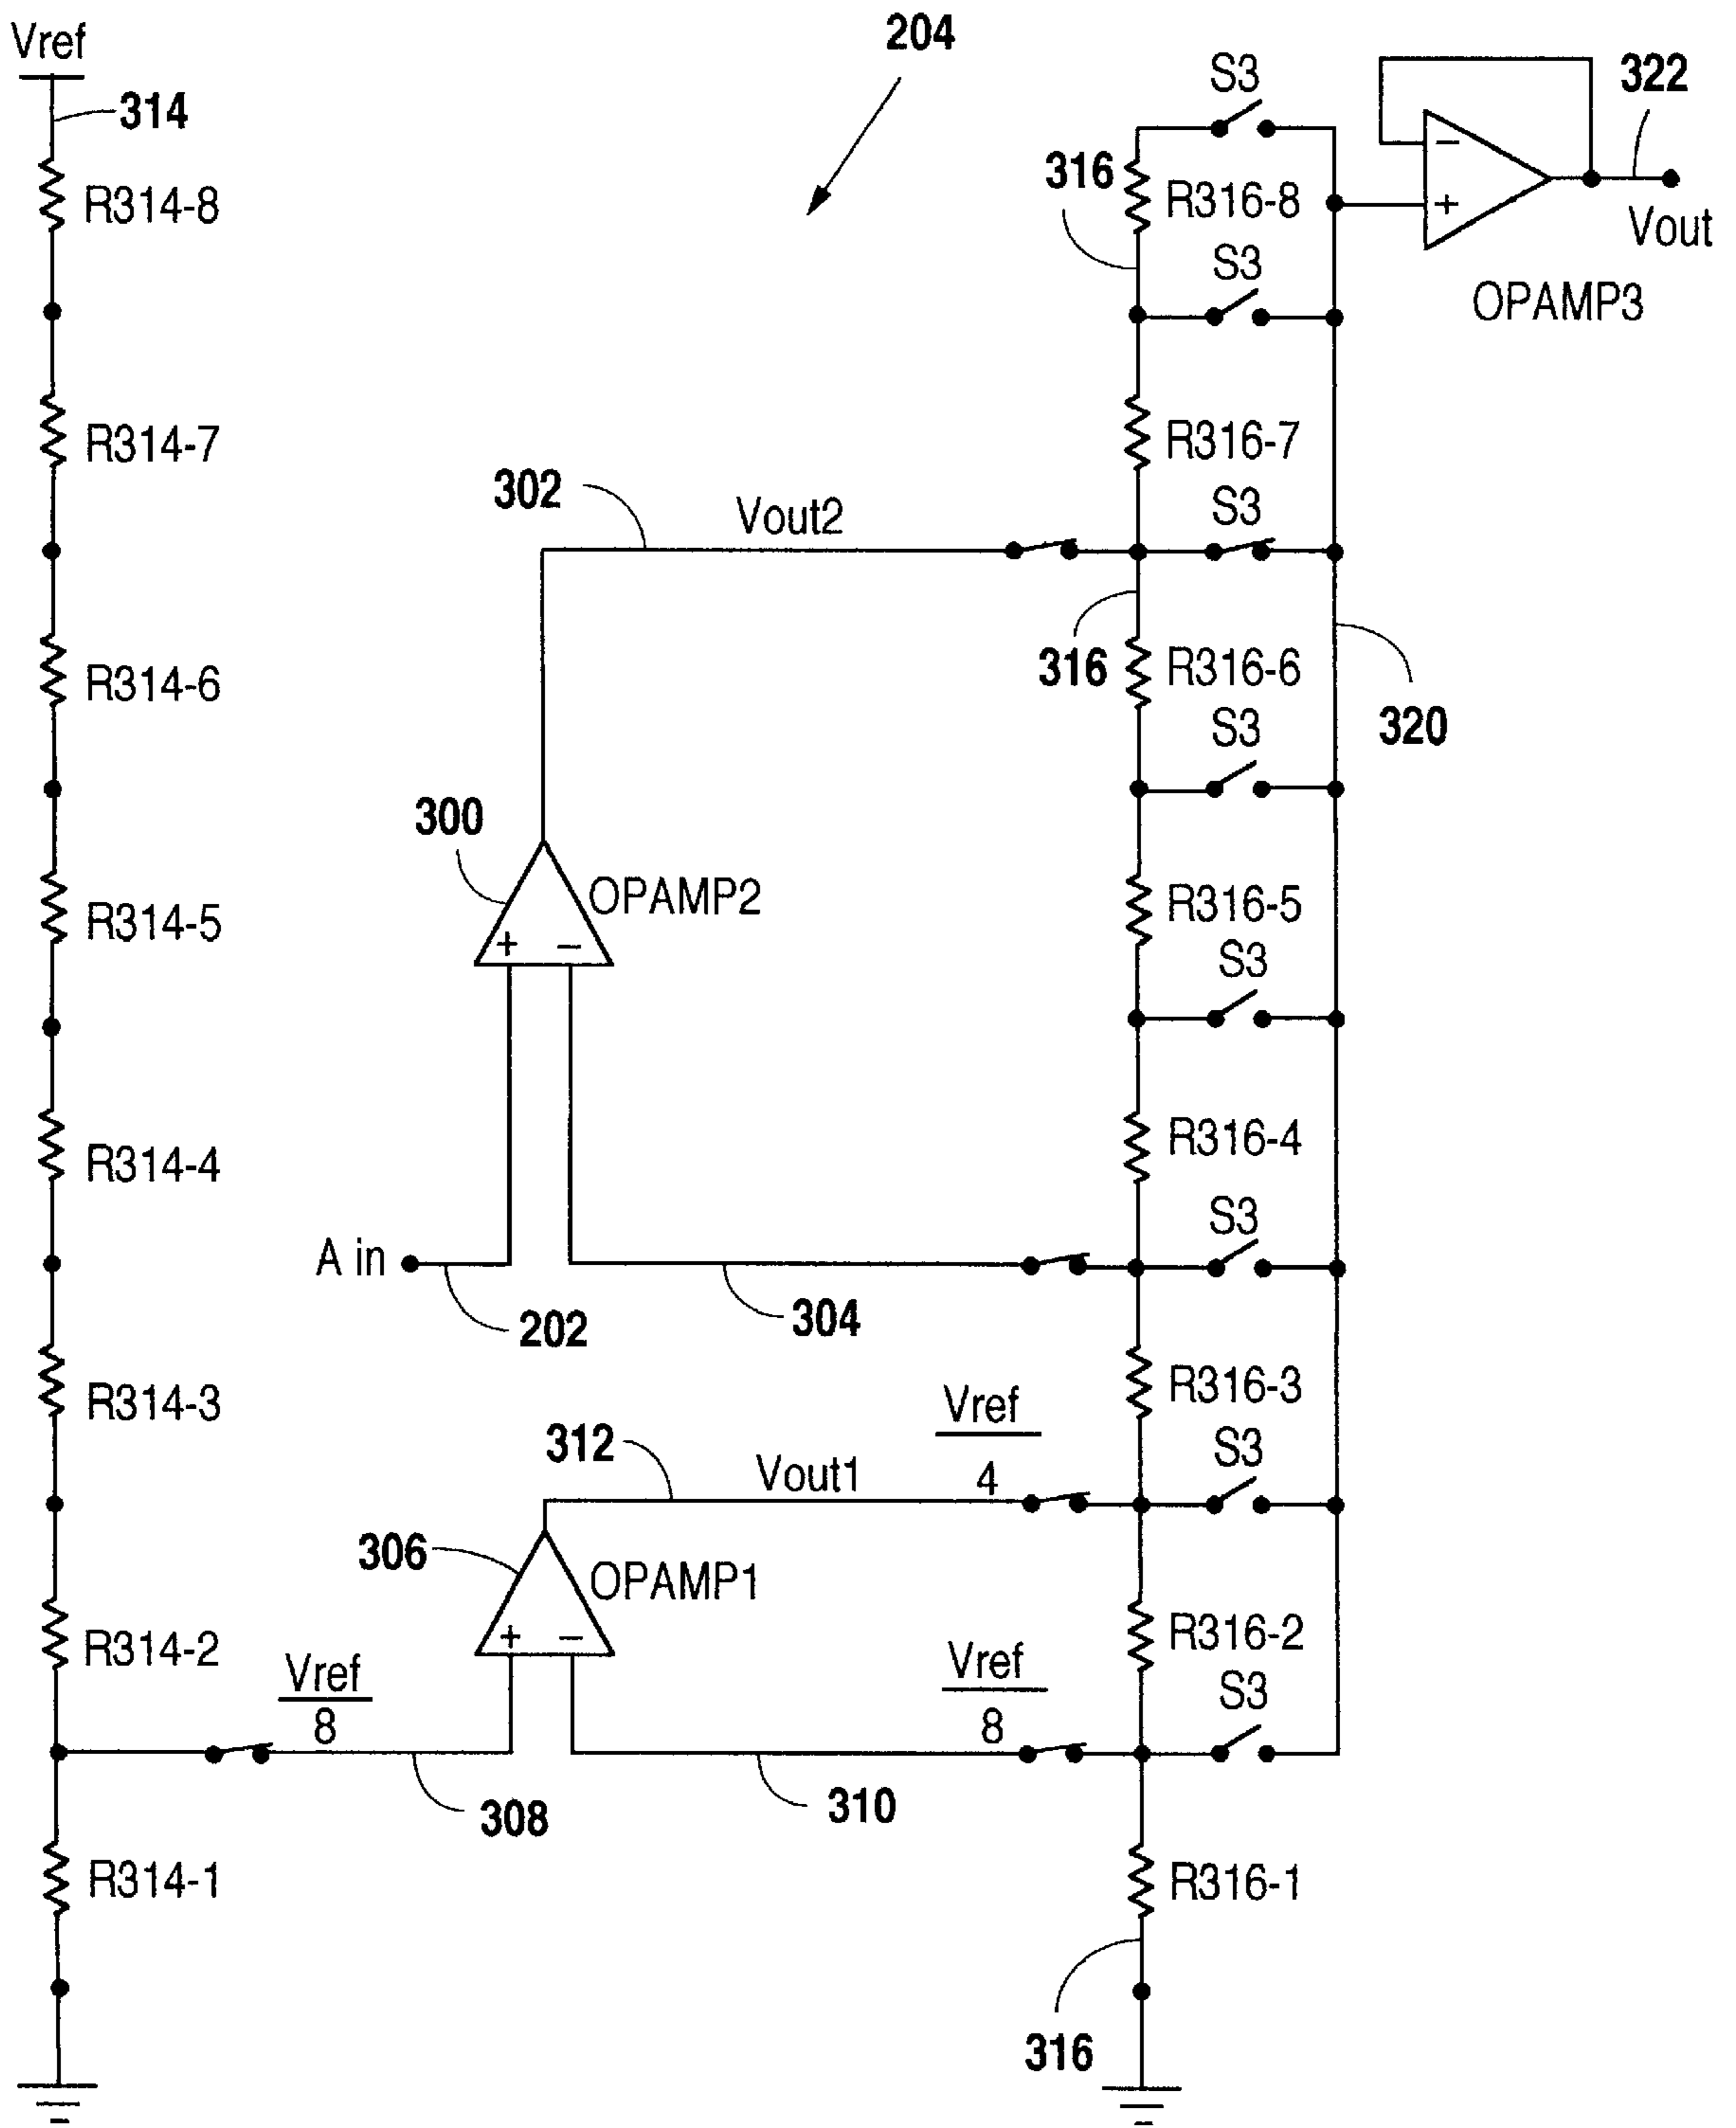 Vref
204
S3
322
314
316
R316-8
−
+
R314-8
Vout
S3
OPAMP3
R314-7
R316-7
302
Vout2
S3
316
R316-6
R314-6
S3
320
300
OPAMP2
R316-5
R314-5
+ −
S3
R314-4
R316-4
S3
A in
202
304
R314-3
R316-3
Vref
4
312
Vout1
S3
306
OPAMP1
R314-2
+ −
R316-2
Vref
8
Vref
8
S3
308
310
R314-1
R316-1
316